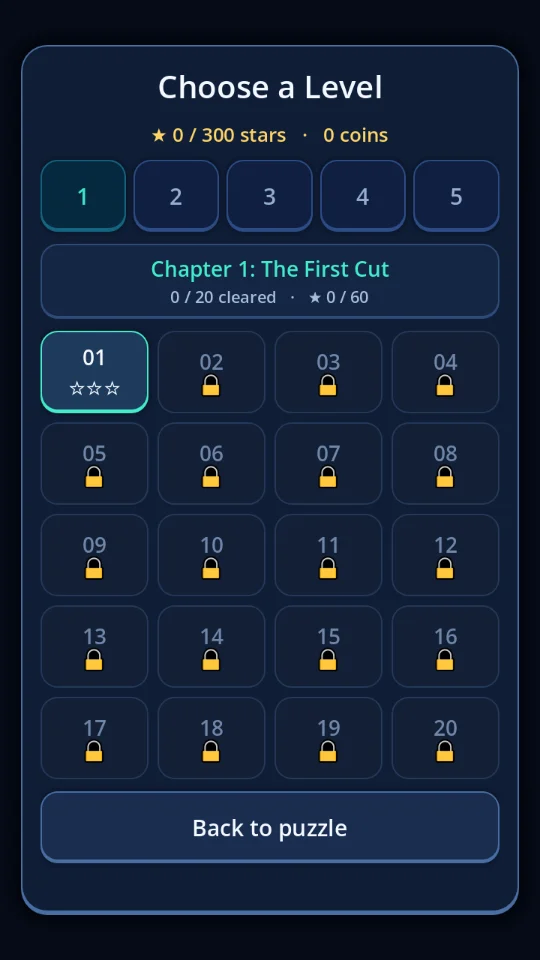 Choose a Level
★ 0 / 300 stars · 0 coins
1 2 3 4 5
Chapter 1: The First Cut
0 / 20 cleared · ★ 0 / 60
01 02 03 04
☆☆☆
05 06 07 08
09 10 11 12
13 14 15 16
17 18 19 20
Back to puzzle